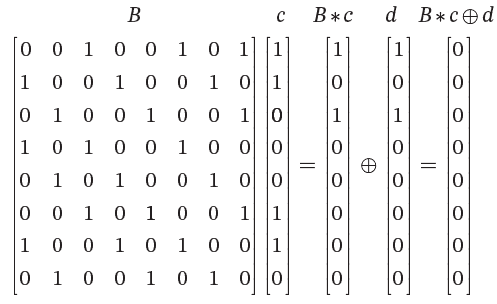 B c B ∗ c d B ∗ c ⊕ d
0 0 1 0 0 1 0 1 1 1 1 0
1 0 0 1 0 0 1 0 1 0 0 0
0 1 0 0 1 0 0 1 0 1 1 0
1 0 1 0 0 1 0 0 0 0 0 0
0 1 0 1 0 0 1 0 0 = 0 ⊕ 0 = 0
0 0 1 0 1 0 0 1 1 0 0 0
1 0 0 1 0 1 0 0 1 0 0 0
0 1 0 0 1 0 1 0 0 0 0 0